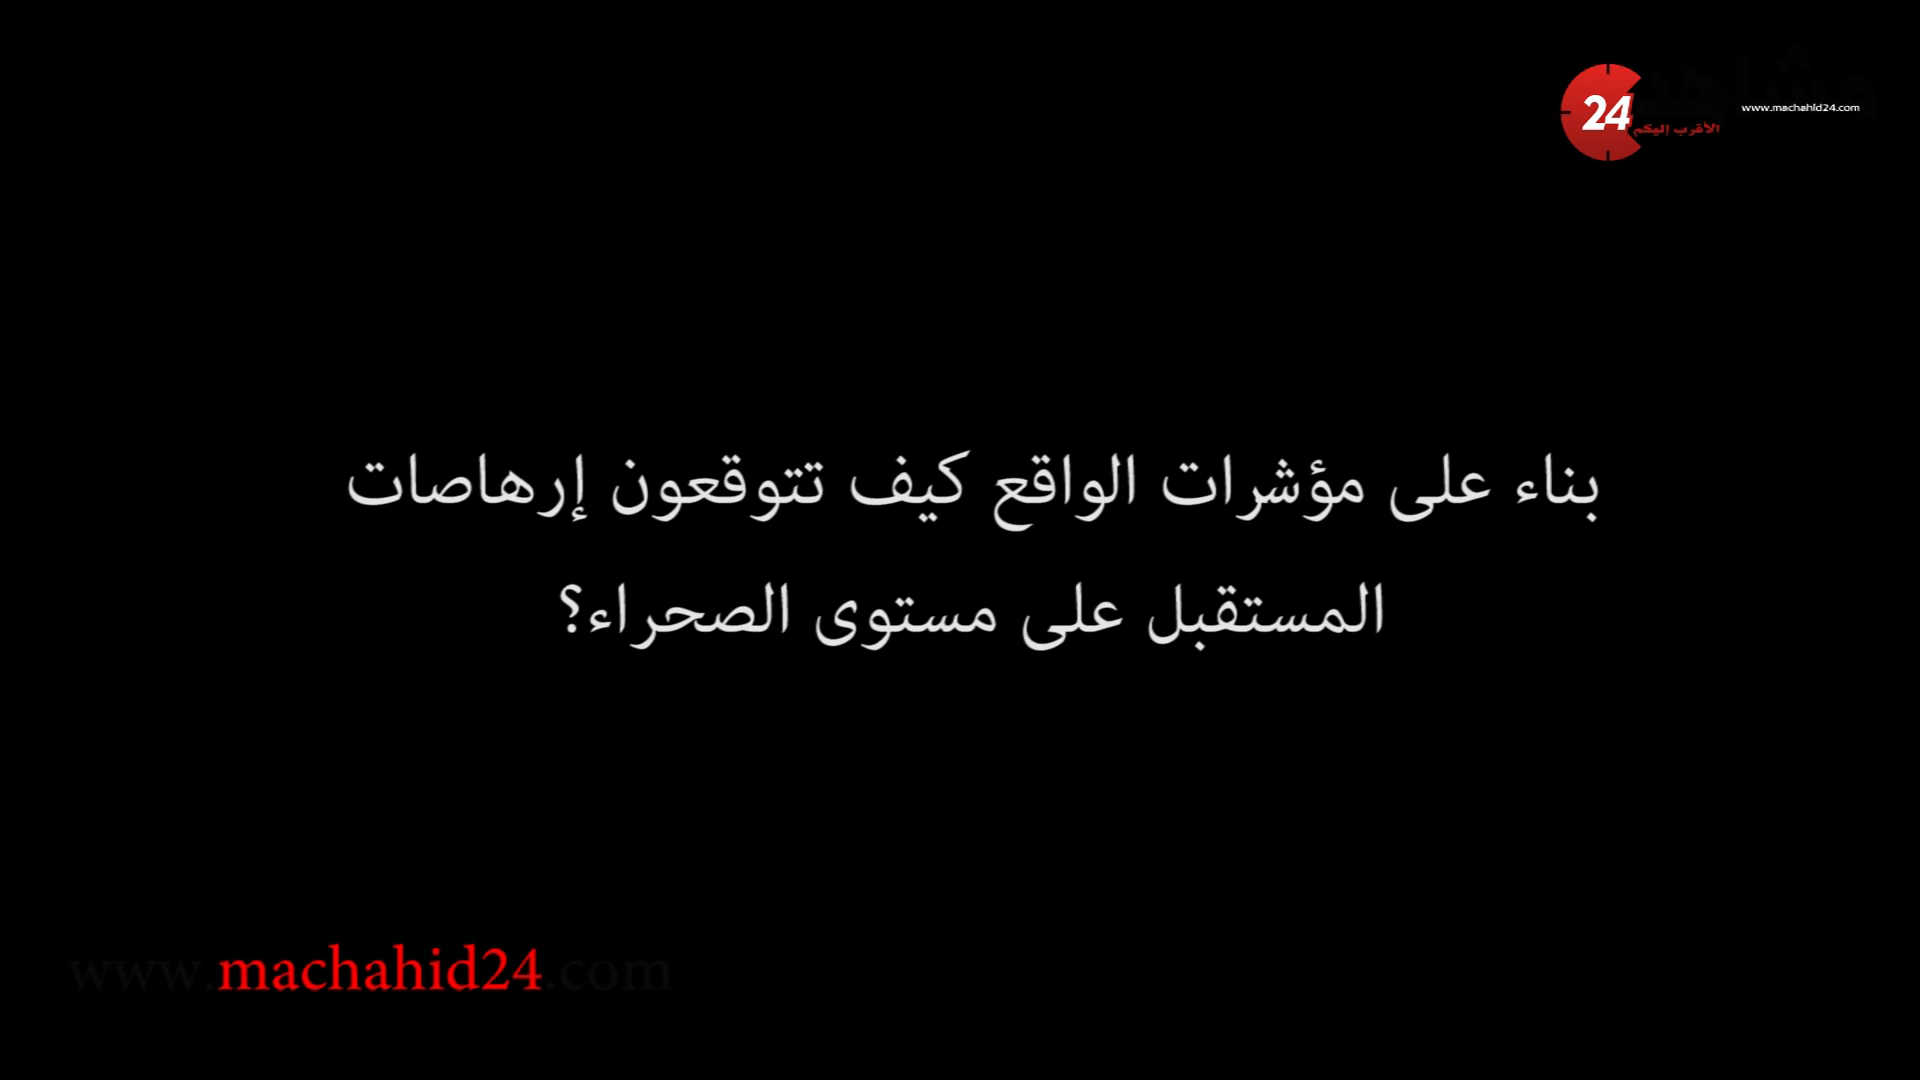 مشاهد
24
الأقرب إليكم
www.machahid24.com
بناء على مؤشرات الواقع كيف تتوقعون إرهاصات
المستقبل على مستوى الصحراء؟
www.machahid24.com